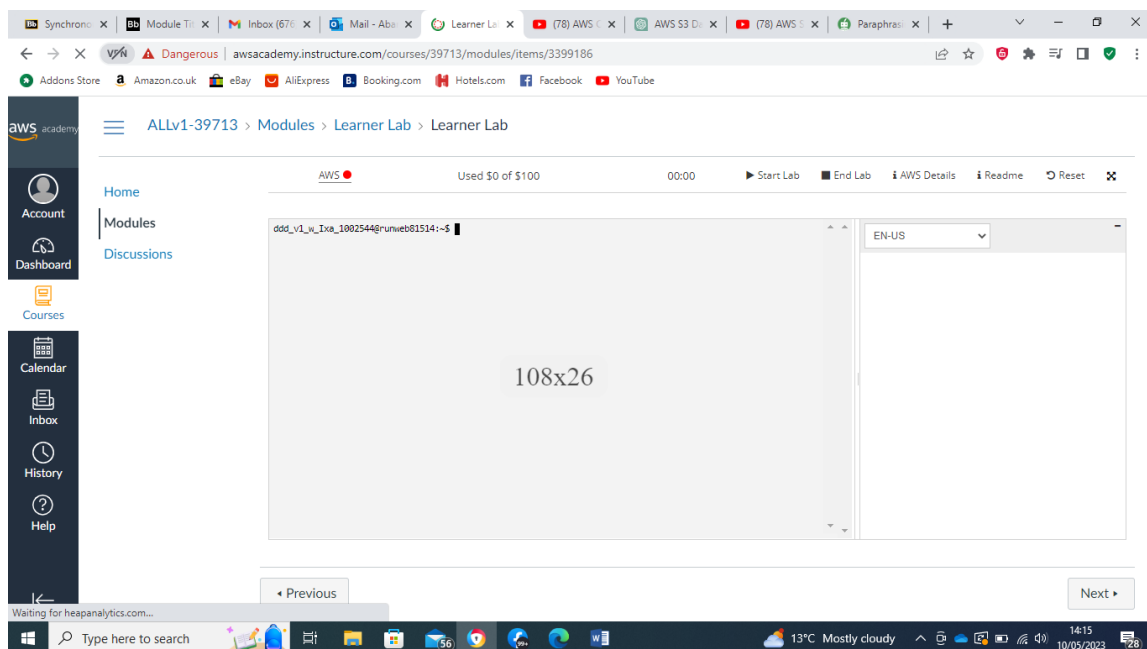 Synchrono
Module Tit
Inbox (676
Mail - Aba
Learner La
(78) AWS
AWS S3 D
(78) AWS S
Paraphrasi
VPN Dangerous awsacademy.instructure.com/courses/39713/modules/items/3399186
Addons Store Amazon.co.uk eBay AliExpress Booking.com Hotels.com Facebook YouTube
aws academy
ALLv1-39713 > Modules > Learner Lab > Learner Lab
Account
Dashboard
Courses
Calendar
Inbox
History
Help
Home
Modules
Discussions
AWS Used $0 of $100 00:00 Start Lab End Lab AWS Details Readme Reset
ddd_v1_w_Ixa_1002544@runweb81514:~$
EN-US
108x26
Previous
Next
Waiting for heapanalytics.com...
Type here to search
56
99+
13°C Mostly cloudy
14:15
10/05/2023
28